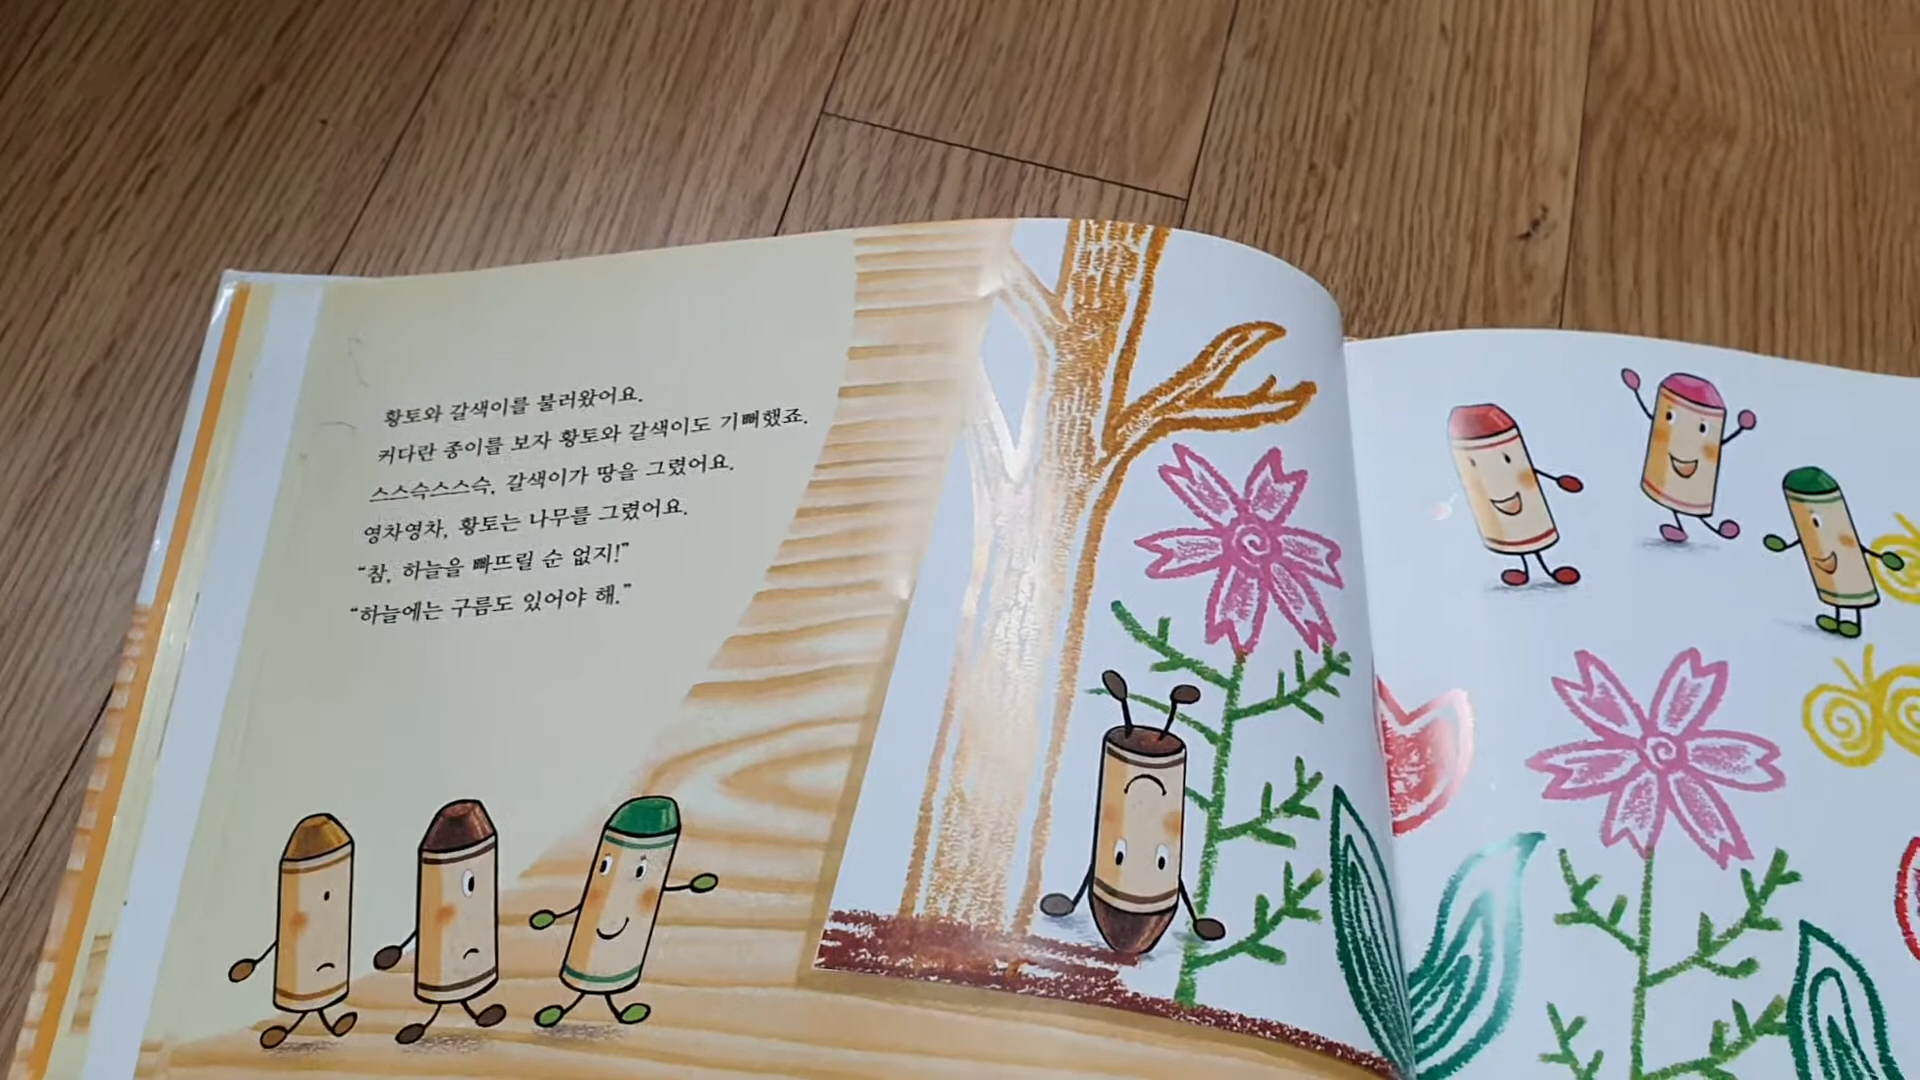 황토와 갈색이를 불러왔어요.
커다란 종이를 보자 황토와 갈색이도 기뻐했죠.
스스슥스스슥, 갈색이가 땅을 그렸어요.
영차영차, 황토는 나무를 그렸어요.
“참, 하늘을 빠뜨릴 순 없지!”
“하늘에는 구름도 있어야 해.”